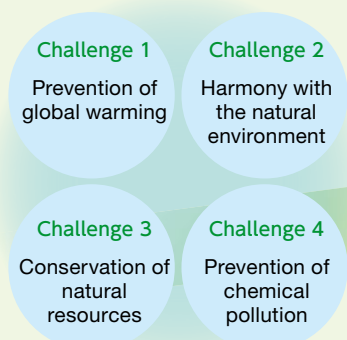 Challenge 1
Prevention of
global warming
Challenge 2
Harmony with
the natural
environment
Challenge 3
Conservation of
natural
resources
Challenge 4
Prevention of
chemical
pollution